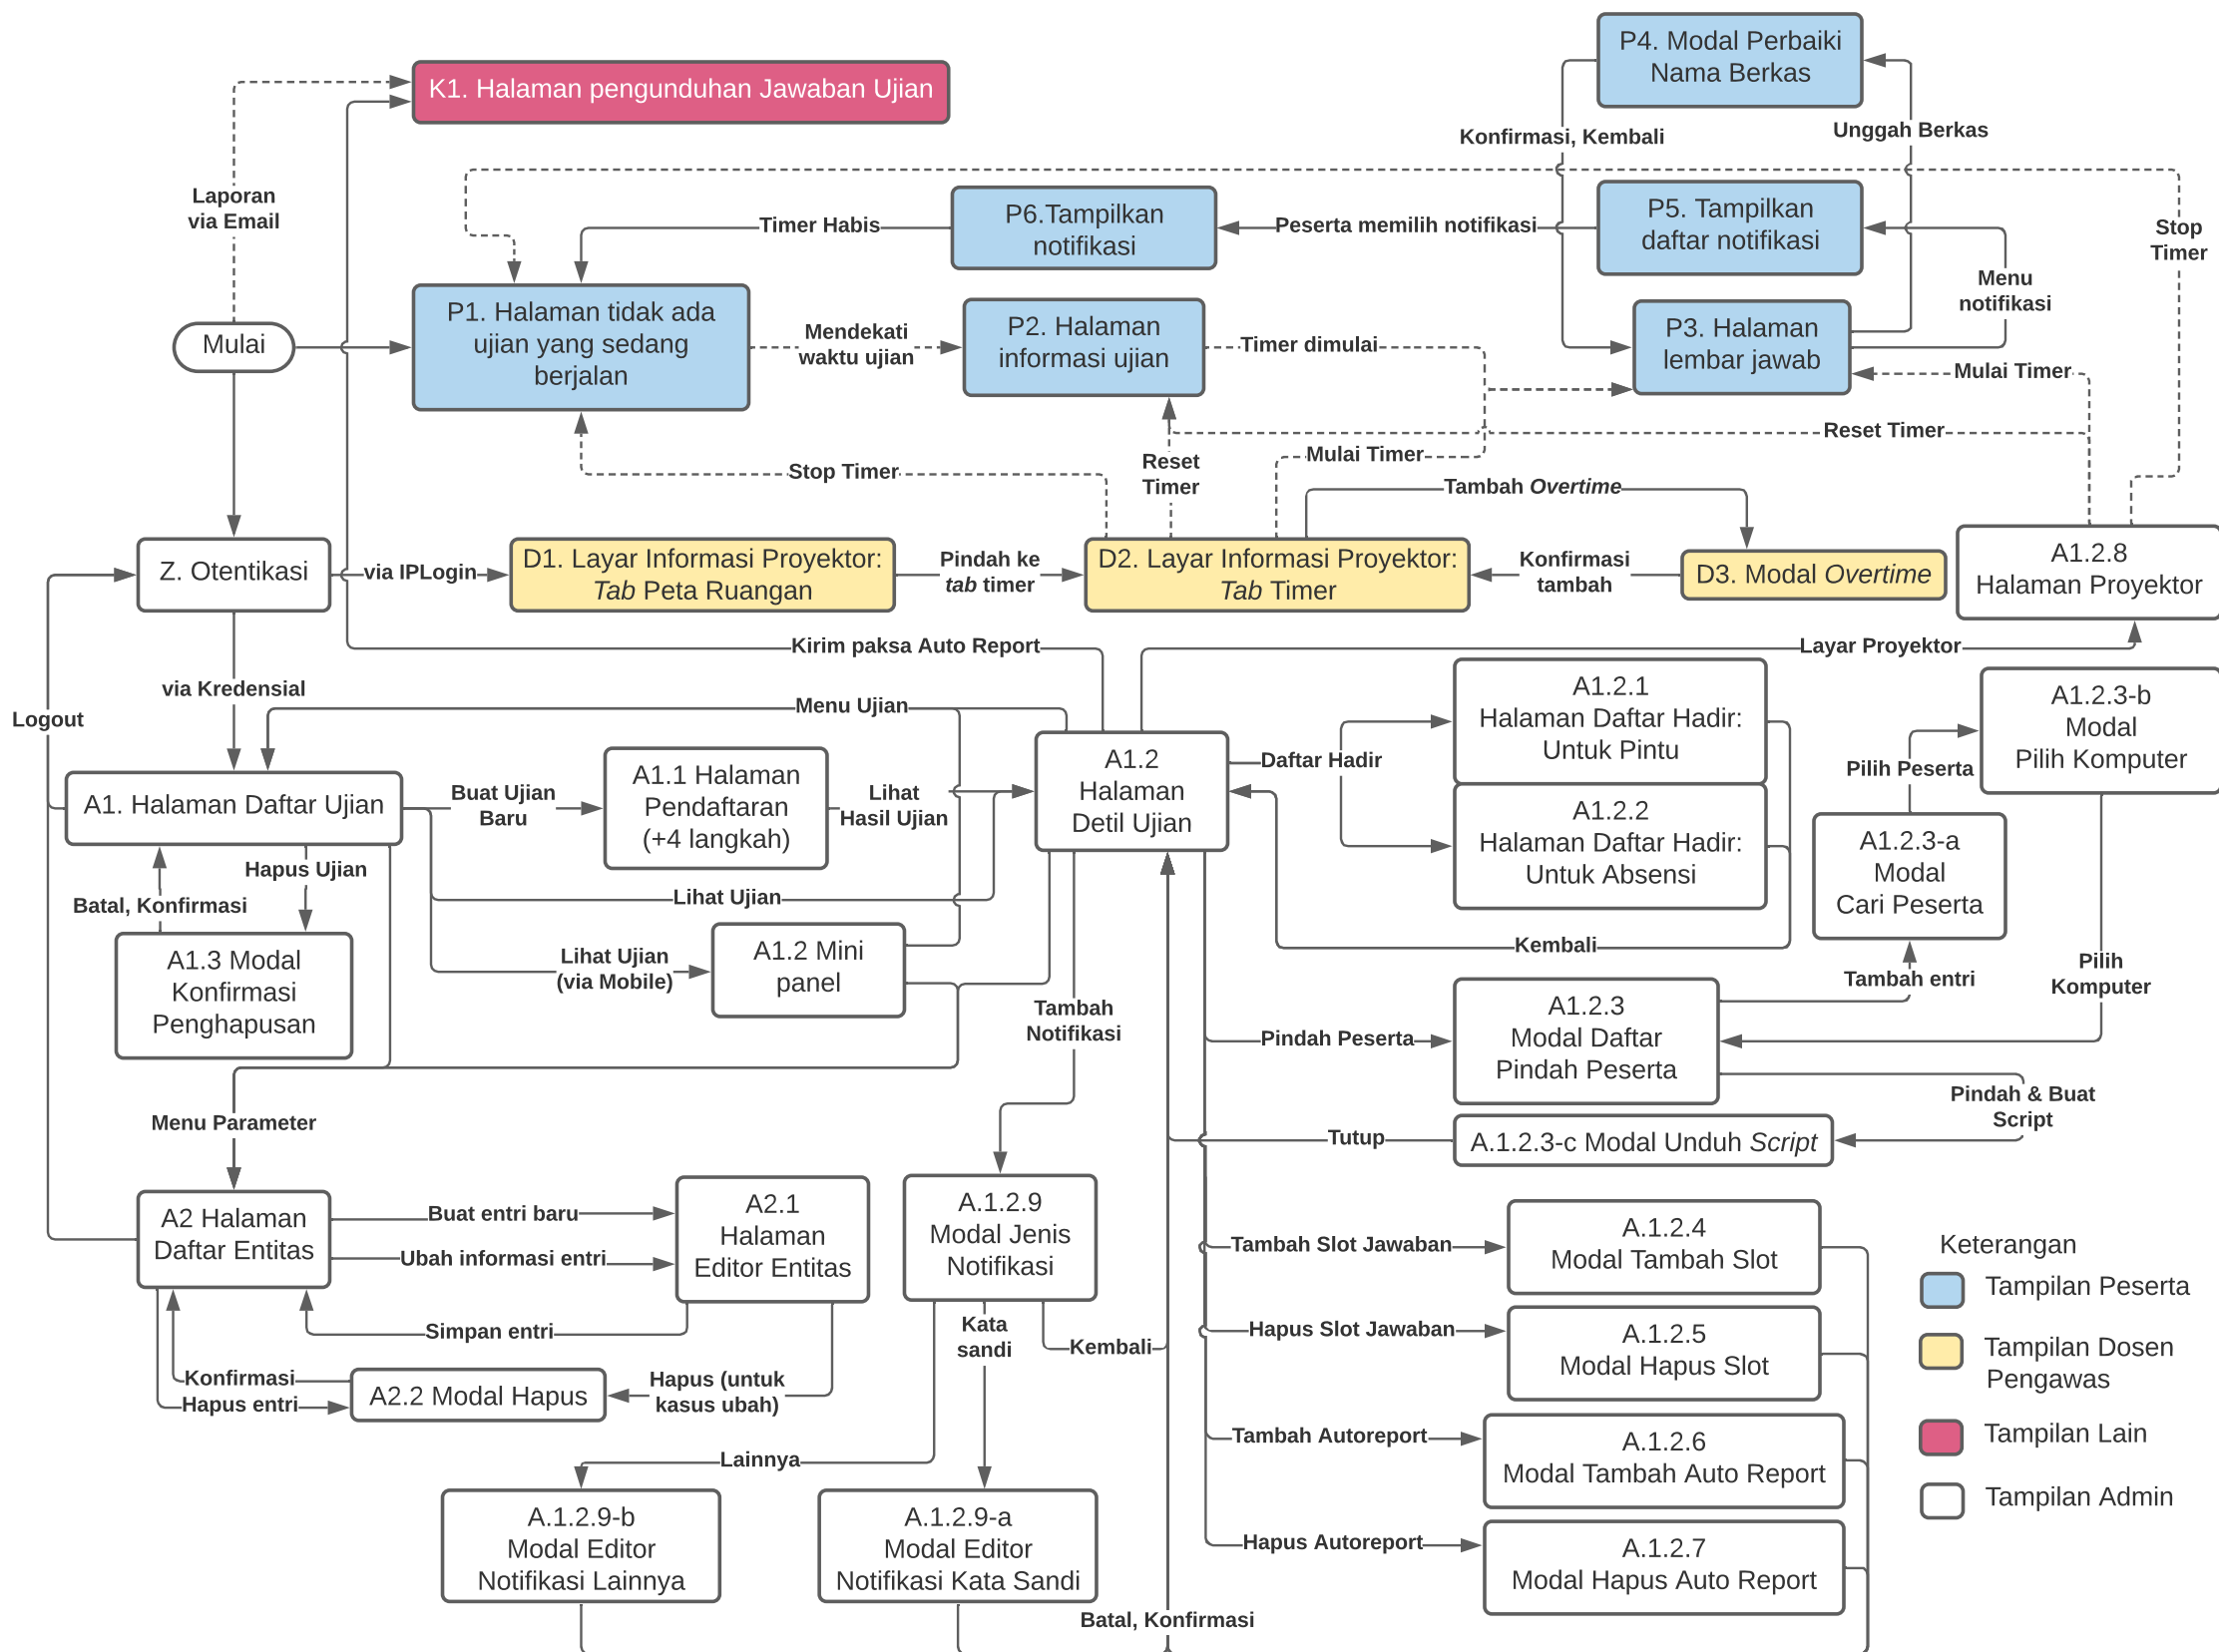 P4. Modal Perbaiki
Nama Berkas
K1. Halaman pengunduhan Jawaban Ujian
Konfirmasi, Kembali
Unggah Berkas
Laporan
via Email
P6.Tampilkan
notifikasi
Timer Habis
Peserta memilih notifikasi
P5. Tampilkan
daftar notifikasi
Stop
Timer
Menu
notifikasi
Mulai
P1. Halaman tidak ada
ujian yang sedang
berjalan
Mendekati
waktu ujian
P2. Halaman
informasi ujian
Timer dimulai
P3. Halaman
lembar jawab
Mulai Timer
Reset Timer
Stop Timer
Reset
Timer
Mulai Timer
Tambah Overtime
Z. Otentikasi
via IPLogin
D1. Layar Informasi Proyektor:
Tab Peta Ruangan
Pindah ke
tab timer
D2. Layar Informasi Proyektor:
Tab Timer
Konfirmasi
tambah
D3. Modal Overtime
A1.2.8
Halaman Proyektor
Kirim paksa Auto Report
Layar Proyektor
via Kredensial
Logout
Menu Ujian
A1. Halaman Daftar Ujian
Buat Ujian
Baru
A1.1 Halaman
Pendaftaran
(+4 langkah)
Lihat
Hasil Ujian
A1.2
Halaman
Detil Ujian
Daftar Hadir
A1.2.1
Halaman Daftar Hadir:
Untuk Pintu
A1.2.2
Halaman Daftar Hadir:
Untuk Absensi
A1.2.3-b
Modal
Pilih Komputer
Pilih Peserta
A1.2.3-a
Modal
Cari Peserta
Hapus Ujian
Batal, Konfirmasi
Lihat Ujian
A1.3 Modal
Konfirmasi
Penghapusan
Lihat Ujian
(via Mobile)
A1.2 Mini
panel
Kembali
Tambah
Notifikasi
Tambah entri
Pilih
Komputer
Pindah Peserta
A1.2.3
Modal Daftar
Pindah Peserta
Pindah & Buat
Script
Menu Parameter
Tutup
A.1.2.3-c Modal Unduh Script
A2 Halaman
Daftar Entitas
Buat entri baru
Ubah informasi entri
A2.1
Halaman
Editor Entitas
A.1.2.9
Modal Jenis
Notifikasi
Tambah Slot Jawaban
A.1.2.4
Modal Tambah Slot
Keterangan
Tampilan Peserta
Tampilan Dosen
Pengawas
Tampilan Lain
Tampilan Admin
Simpan entri
Kata
sandi
Kembali
Hapus Slot Jawaban
A.1.2.5
Modal Hapus Slot
Konfirmasi
Hapus entri
A2.2 Modal Hapus
Hapus (untuk
kasus ubah)
Lainnya
Tambah Autoreport
A.1.2.6
Modal Tambah Auto Report
A.1.2.9-b
Modal Editor
Notifikasi Lainnya
A.1.2.9-a
Modal Editor
Notifikasi Kata Sandi
Hapus Autoreport
A.1.2.7
Modal Hapus Auto Report
Batal, Konfirmasi